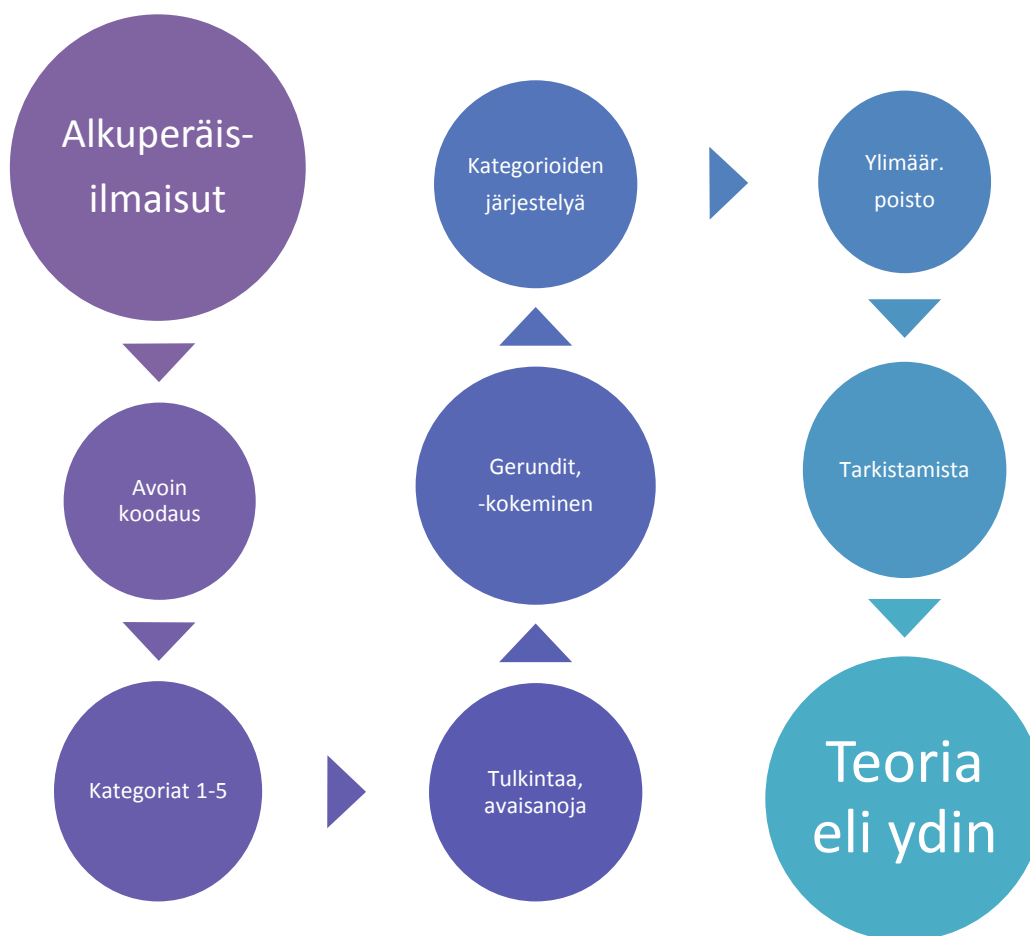 Alkuperäis-
ilmaisut
Avoin
koodaus
Kategoriat 1-5
Tulkintaa,
avaisanoja
Gerundit,
-kokeminen
Kategorioiden
järjestelyä
Ylimäär.
poisto
Tarkistamista
Teoria
eli ydin